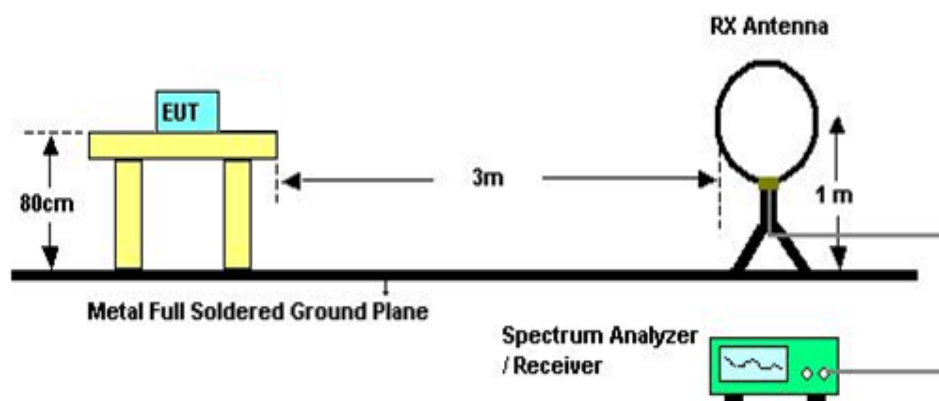 RX Antenna
EUT
80cm
3m
1 m
Metal Full Soldered Ground Plane
Spectrum Analyzer
/ Receiver